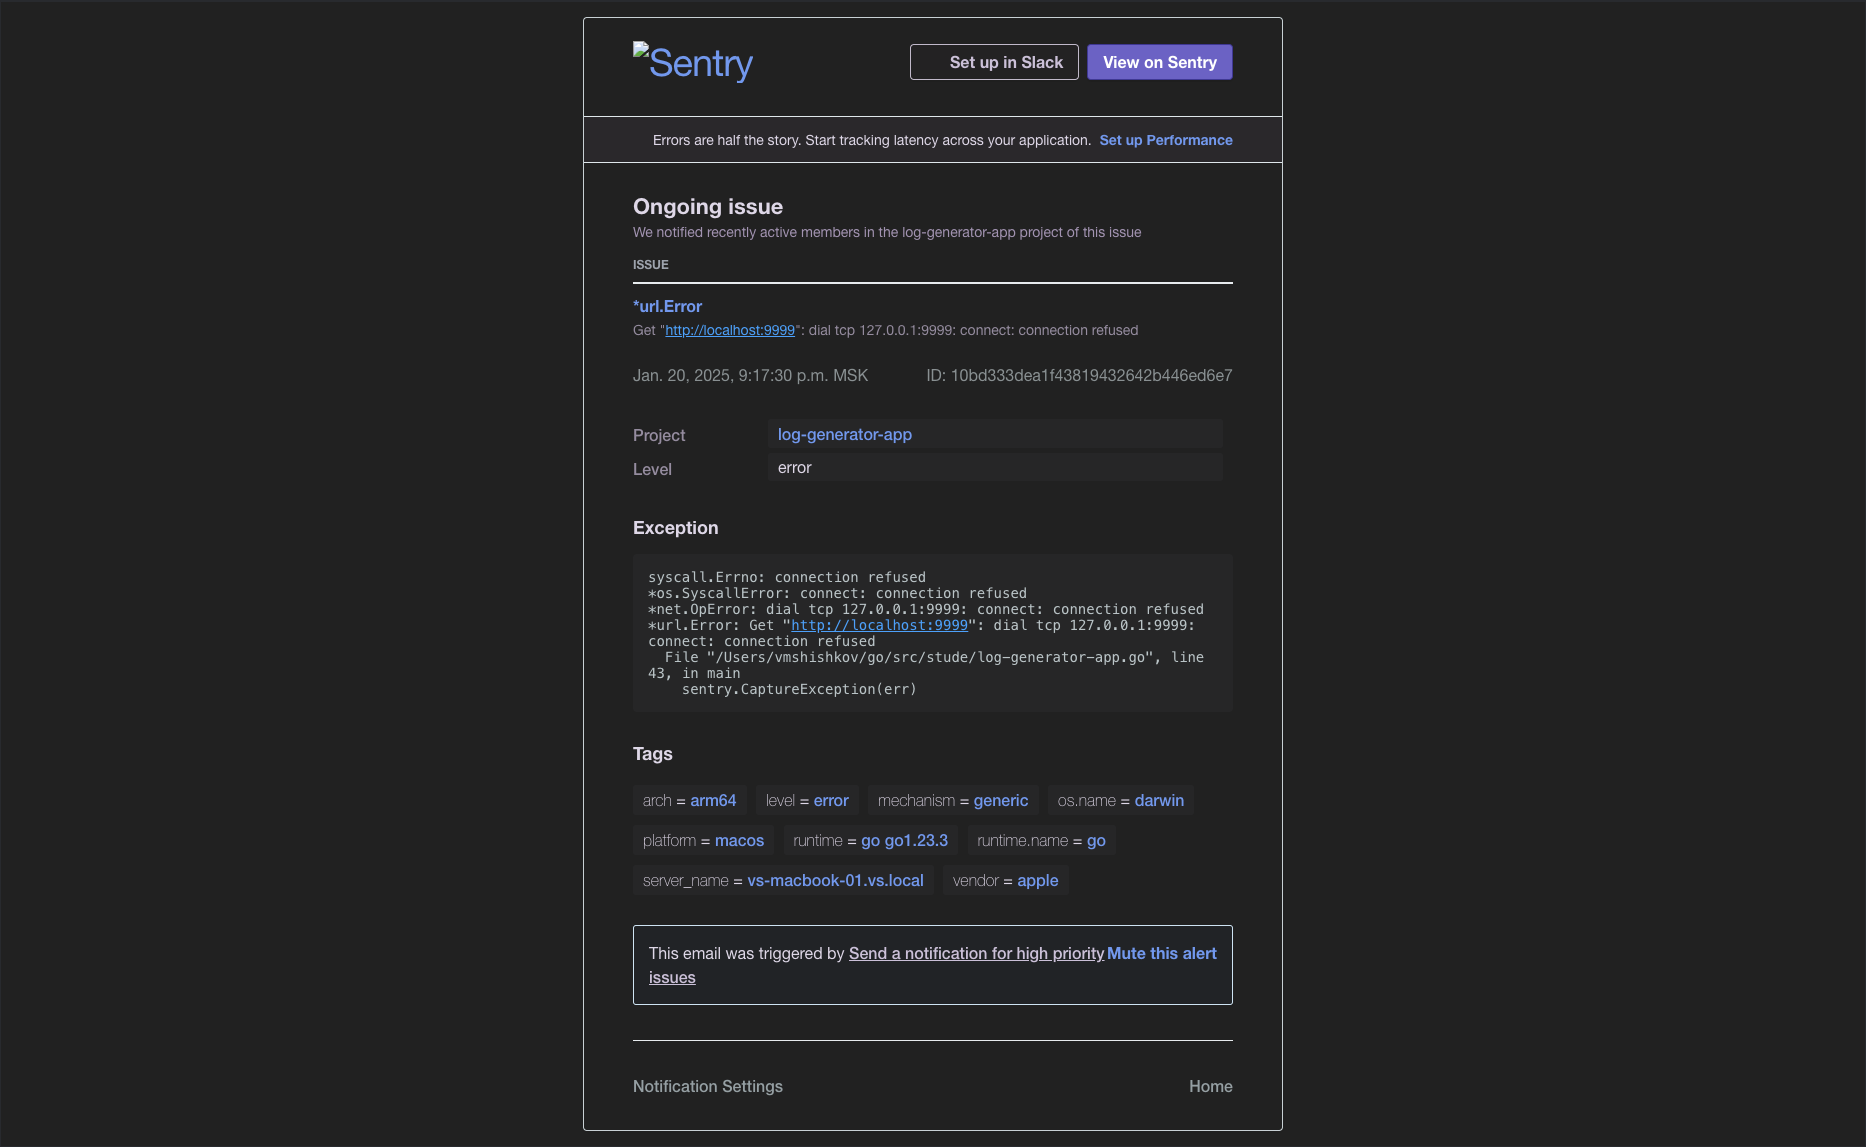 Sentry
Set up in Slack
View on Sentry
Errors are half the story. Start tracking latency across your application. Set up Performance
Ongoing issue
We notified recently active members in the log-generator-app project of this issue
ISSUE
*url.Error
Get "http://localhost:9999": dial tcp 127.0.0.1:9999: connect: connection refused
Jan. 20, 2025, 9:17:30 p.m. MSK
ID: 10bd333dea1f43819432642b446ed6e7
Project log-generator-app
Level error
Exception
syscall.Errno: connection refused
*os.SyscallError: connect: connection refused
*net.OpError: dial tcp 127.0.0.1:9999: connect: connection refused
*url.Error: Get "http://localhost:9999": dial tcp 127.0.0.1:9999:
connect: connection refused
  File "/Users/vmshishkov/go/src/stude/log-generator-app.go", line
43, in main
    sentry.CaptureException(err)
Tags
arch = arm64 level = error mechanism = generic os.name = darwin
platform = macos runtime = go go1.23.3 runtime.name = go
server_name = vs-macbook-01.vs.local vendor = apple
This email was triggered by Send a notification for high priority
issues
Mute this alert
Notification Settings
Home